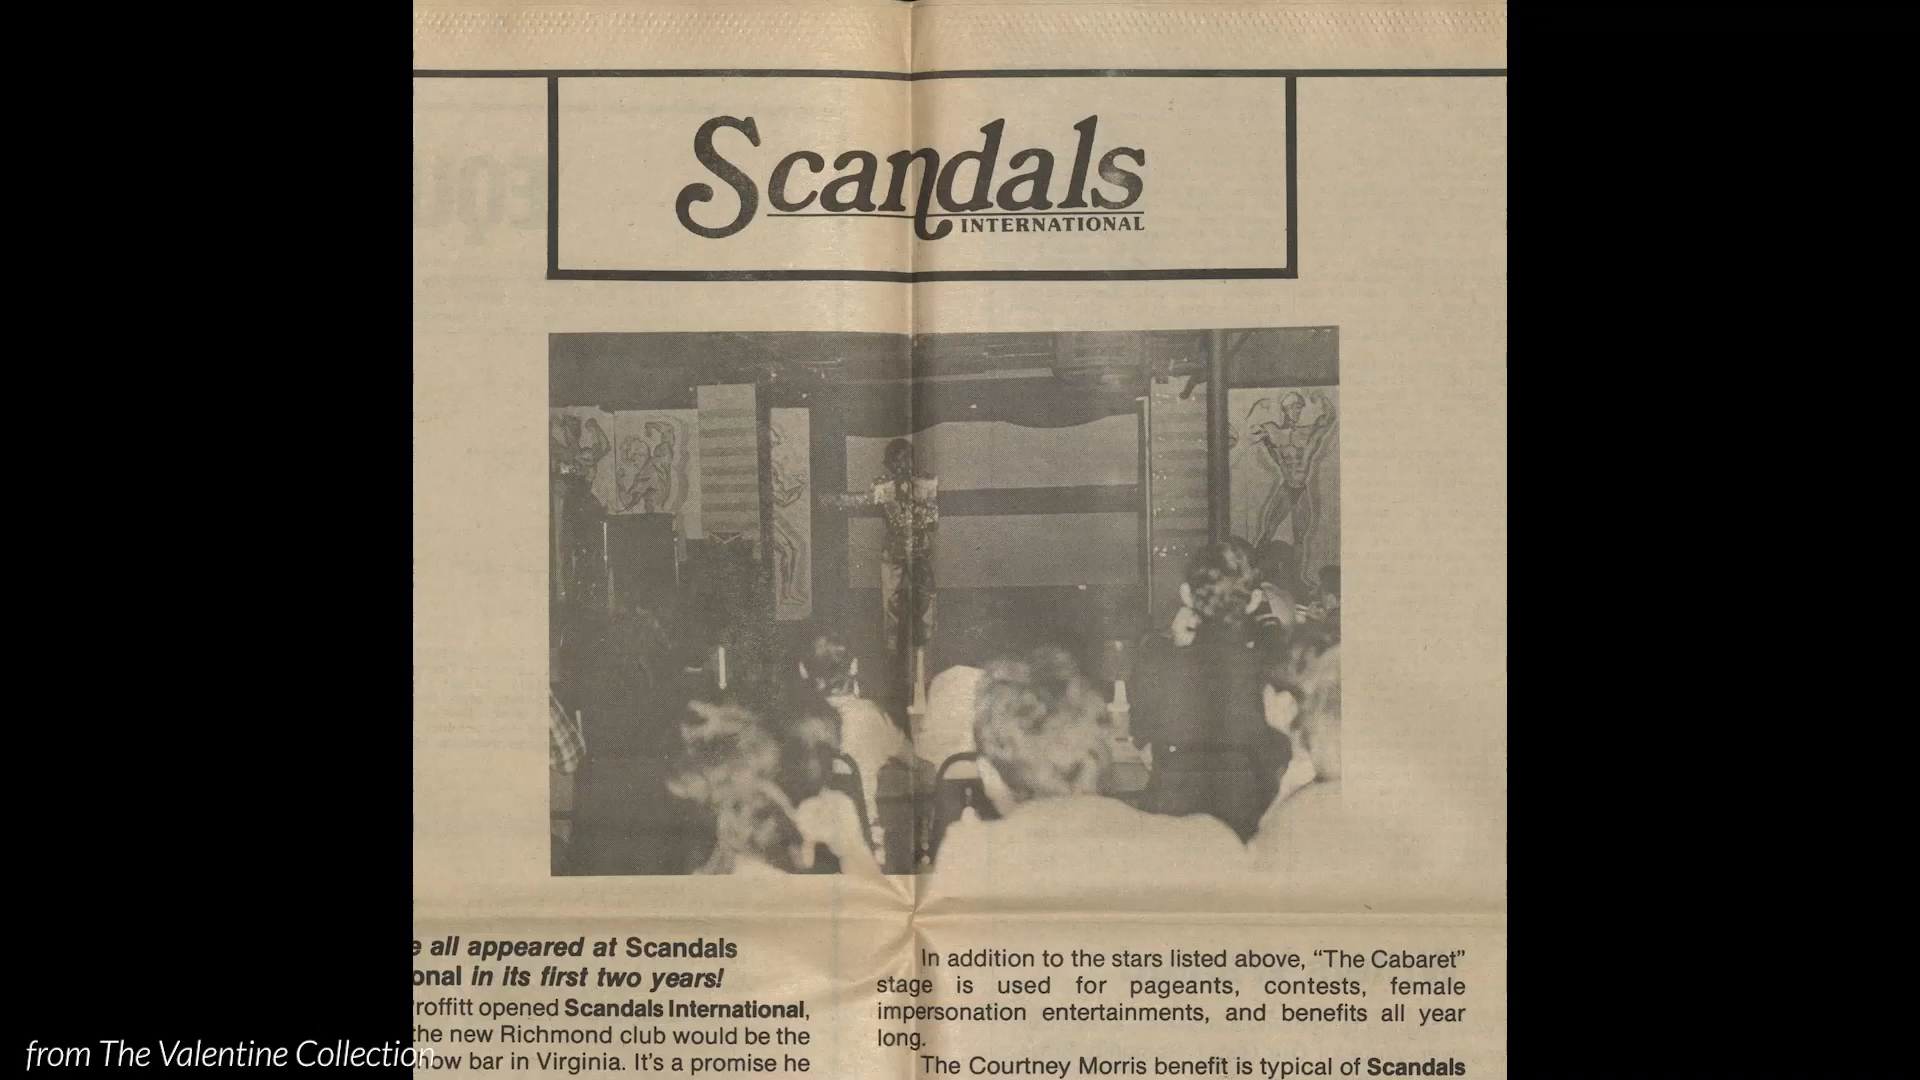 Scandals
INTERNATIONAL
e all appeared at Scandals
onal in its first two years!
roffitt opened Scandals International,
the new Richmond club would be the
how bar in Virginia. It's a promise he
In addition to the stars listed above, “The Cabaret”
stage is used for pageants, contests, female
impersonation entertainments, and benefits all year
long.
The Courtney Morris benefit is typical of Scandals
from The Valentine Collection